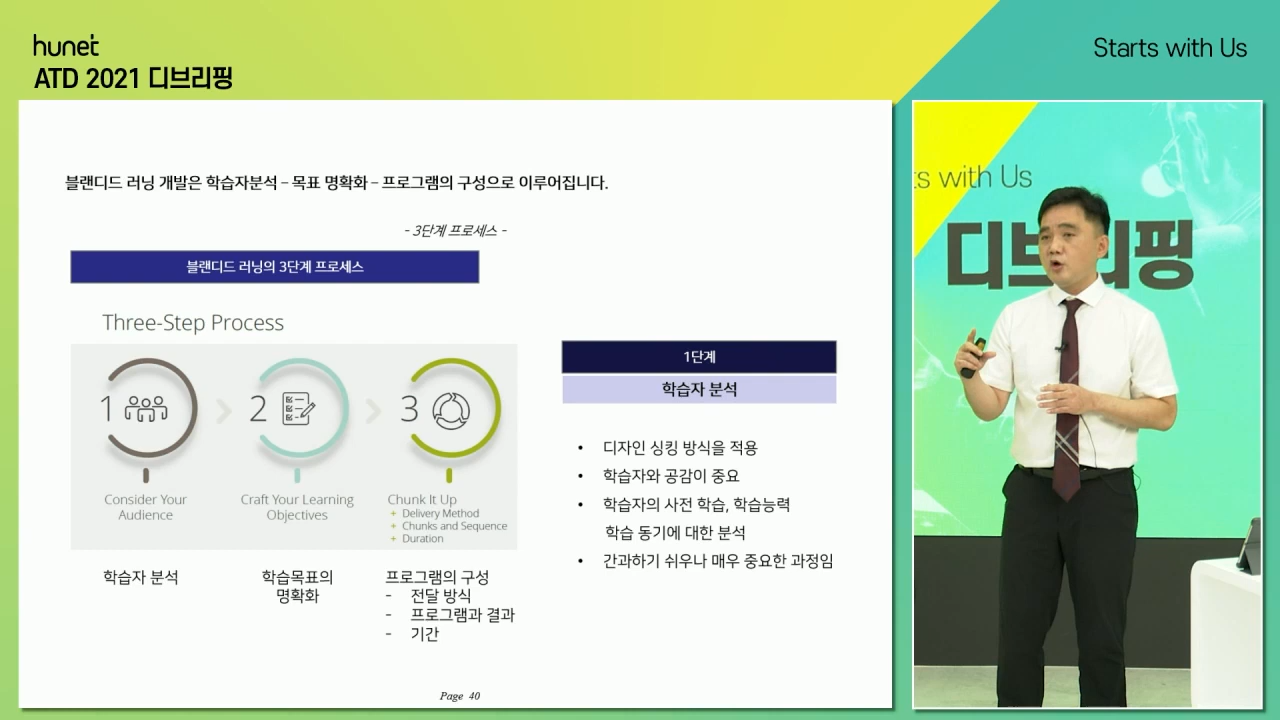 hunet
ATD 2021 디브리핑
Starts with Us
블랜디드 러닝 개발은 학습자분석 – 목표 명확화 – 프로그램의 구성으로 이루어집니다.
- 3단계 프로세스 -
블랜디드 러닝의 3단계 프로세스
Three-Step Process
1
2
3
Consider Your
Audience
Craft Your Learning
Objectives
Chunk It Up
+ Delivery Method
+ Chunks and Sequence
+ Duration
학습자 분석
학습목표의
명확화
프로그램의 구성
- 전달 방식
- 프로그램과 결과
- 기간
1단계
학습자 분석
• 디자인 싱킹 방식을 적용
• 학습자와 공감이 중요
• 학습자의 사전 학습, 학습능력
학습 동기에 대한 분석
• 간과하기 쉬우나 매우 중요한 과정임
Page 40
ts with Us
디브리핑